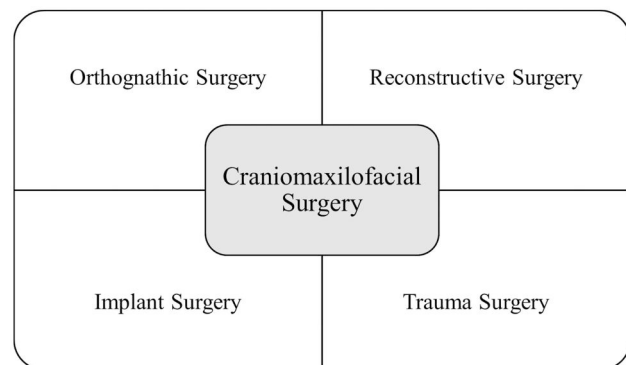 Orthognathic Surgery
Reconstructive Surgery
Craniomaxilofacial
Surgery
Implant Surgery
Trauma Surgery